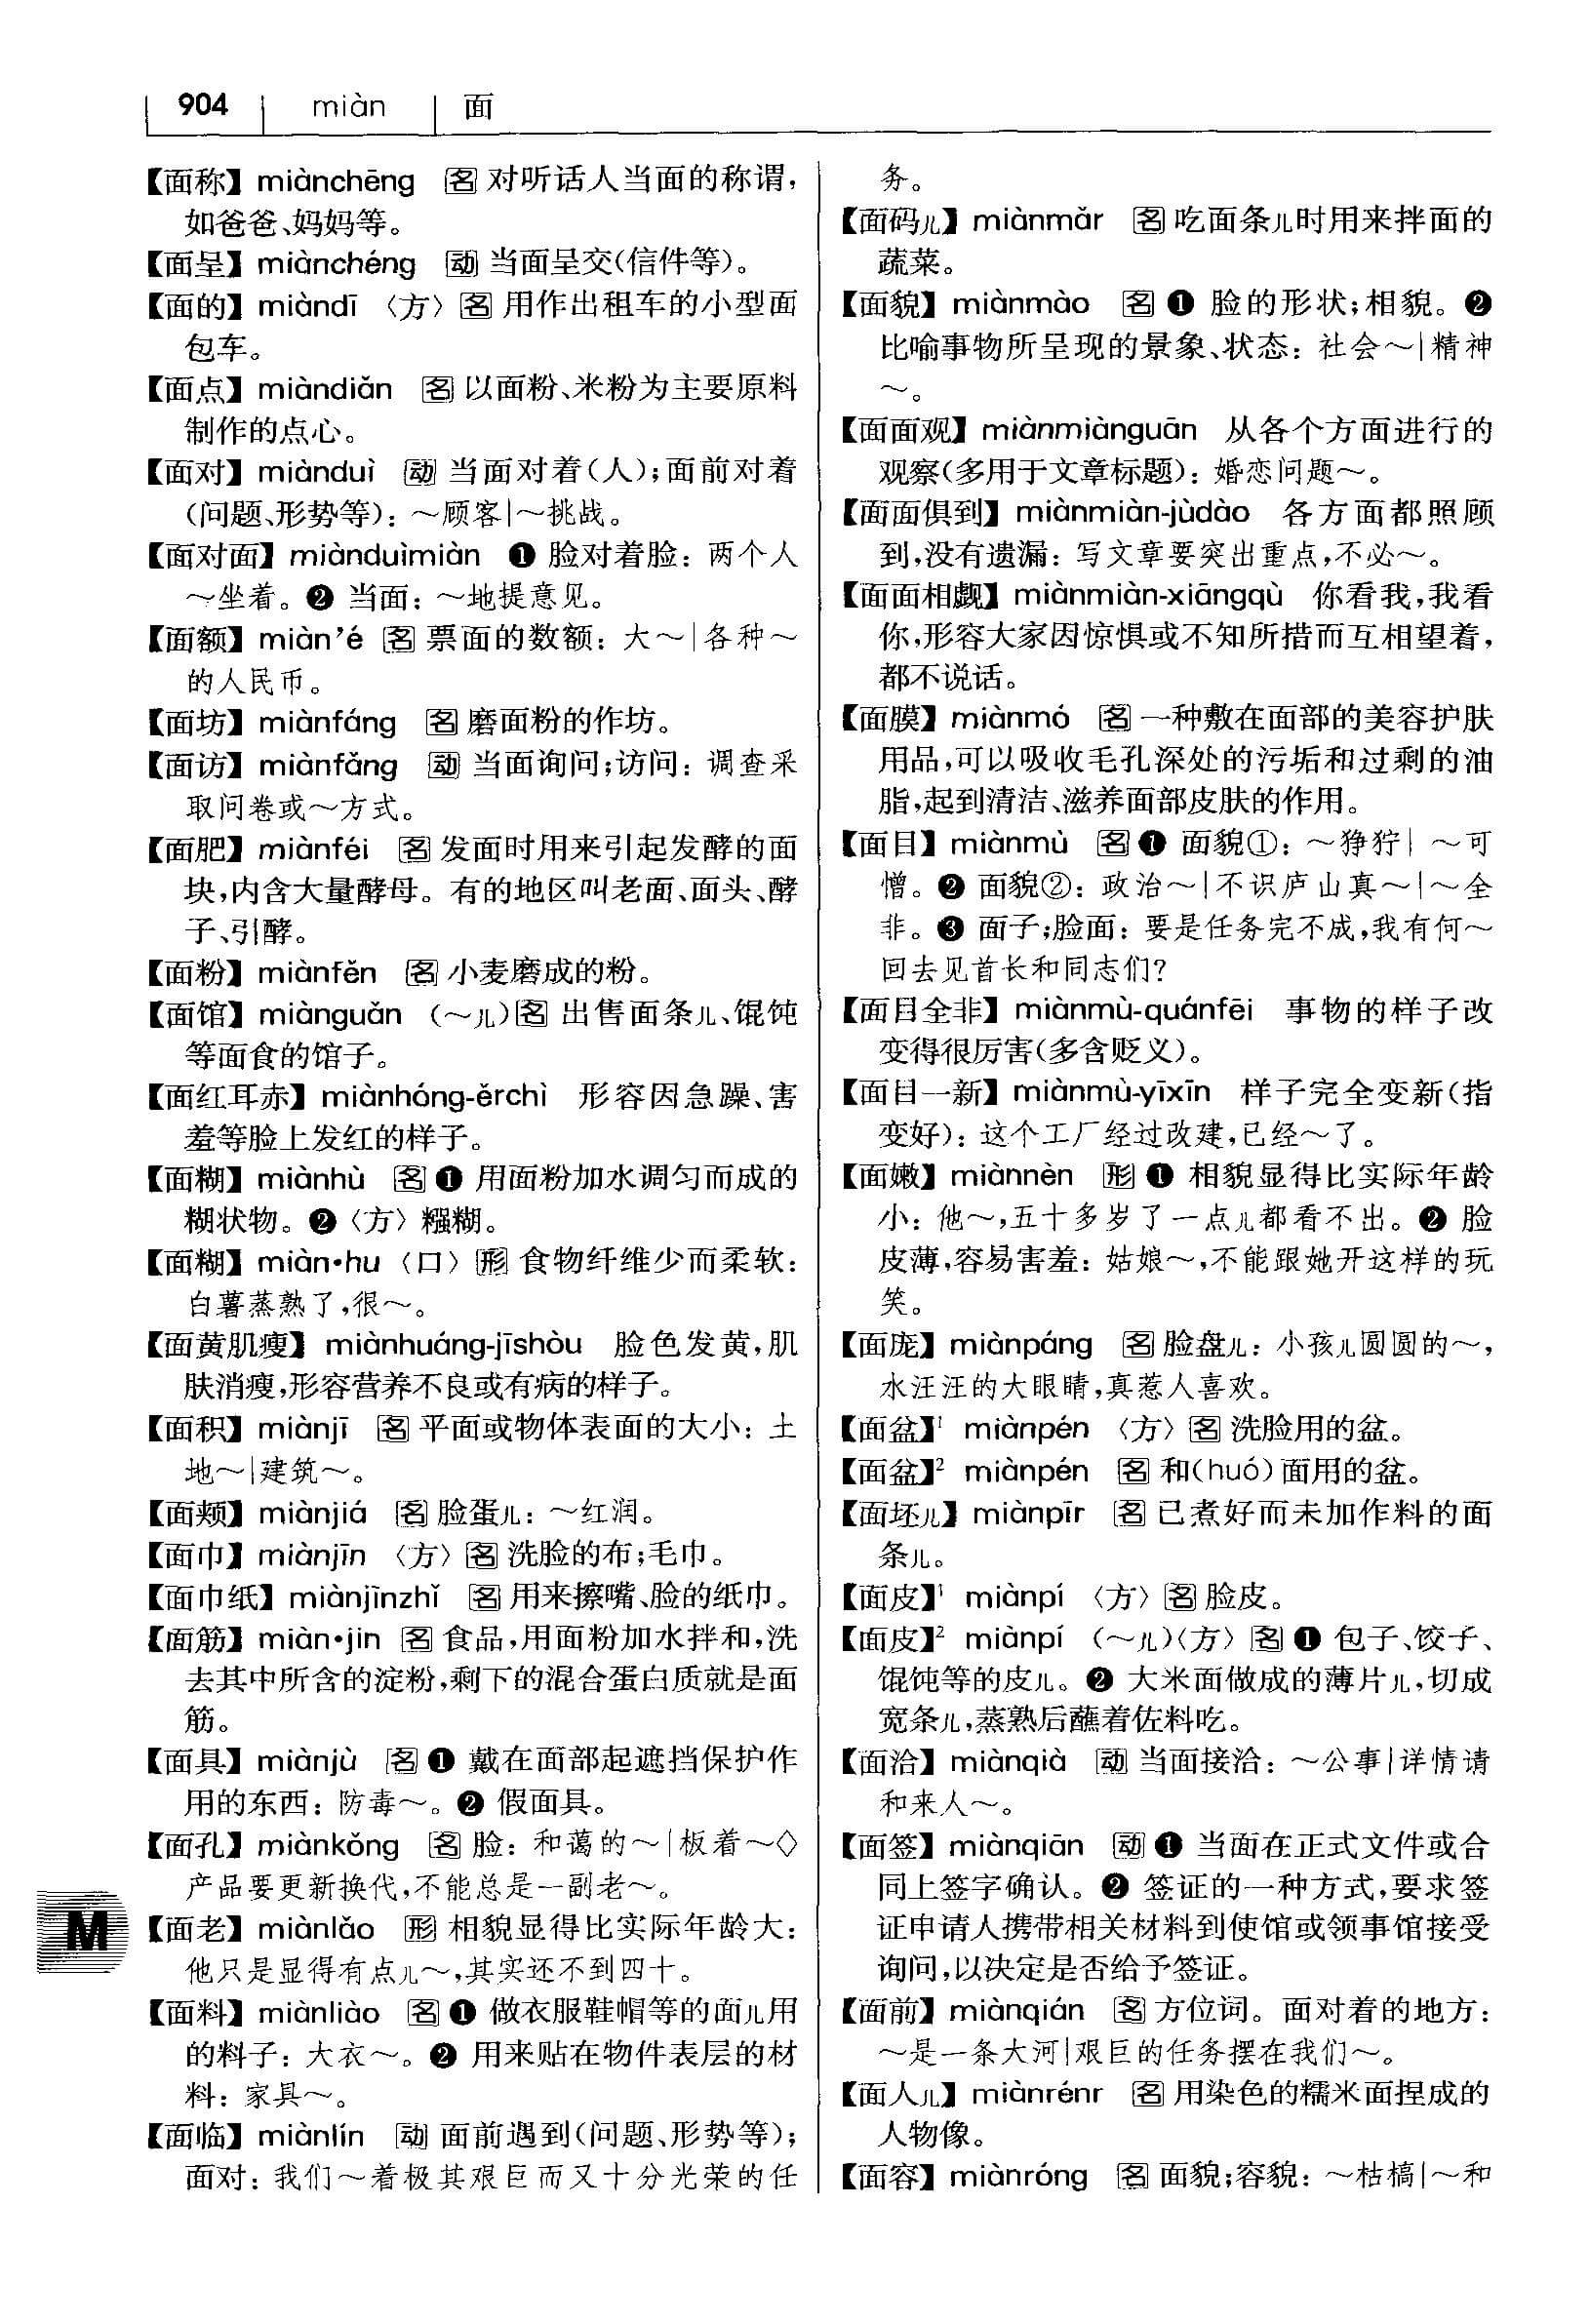 904 miàn 面
【面称】miànchēng 名 对听话人当面的称谓，
如爸爸、妈妈等。
【面呈】miànchéng 动 当面呈交(信件等)。
【面的】miàndī 〈方〉名 用作出租车的小型面
包车。
【面点】miàndiǎn 名 以面粉、米粉为主要原料
制作的点心。
【面对】miànduì 动 当面对着(人)；面前对着
(问题、形势等)：～顾客|～挑战。
【面对面】miànduìmiàn ❶ 脸对着脸：两个人
～坐着。❷ 当面：～地提意见。
【面额】miàn’é 名 票面的数额：大～|各种～
的人民币。
【面坊】miànfáng 名 磨面粉的作坊。
【面访】miànfǎng 动 当面询问；访问：调查采
取问卷或～方式。
【面肥】miànféi 名 发面时用来引起发酵的面
块，内含大量酵母。有的地区叫老面、面头、酵
子、引酵。
【面粉】miànfěn 名 小麦磨成的粉。
【面馆】miànguǎn (～儿)名 出售面条儿、馄饨
等面食的馆子。
【面红耳赤】miànhóng-ěrchì 形容因急躁、害
羞等脸上发红的样子。
【面糊】miànhù 名❶ 用面粉加水调匀而成的
糊状物。❷〈方〉糨糊。
【面糊】miàn•hu 〈口〉形 食物纤维少而柔软：
白薯蒸熟了，很～。
【面黄肌瘦】miànhuáng-jīshòu 脸色发黄，肌
肤消瘦，形容营养不良或有病的样子。
【面积】miànjī 名 平面或物体表面的大小：土
地～|建筑～。
【面颊】miànjiá 名 脸蛋儿：～红润。
【面巾】miànjīn 〈方〉名 洗脸的布；毛巾。
【面巾纸】miànjīnzhǐ 名 用来擦嘴、脸的纸巾。
【面筋】miàn•jin 名 食品，用面粉加水拌和，洗
去其中所含的淀粉，剩下的混合蛋白质就是面
筋。
【面具】miànjù 名❶ 戴在面部起遮挡保护作
用的东西：防毒～。❷ 假面具。
【面孔】miànkǒng 名 脸：和蔼的～|板着～◇
产品要更新换代，不能总是一副老～。
【面老】miànlǎo 形 相貌显得比实际年龄大：
他只是显得有点儿～，其实还不到四十。
【面料】miànliào 名❶ 做衣服鞋帽等的面儿用
的料子：大衣～。❷ 用来贴在物件表层的材
料：家具～。
【面临】miànlín 动 面前遇到(问题、形势等)；
面对：我们～着极其艰巨而又十分光荣的任
M
务。
【面码儿】miànmǎr 名 吃面条儿时用来拌面的
蔬菜。
【面貌】miànmào 名❶ 脸的形状；相貌。❷
比喻事物所呈现的景象、状态：社会～|精神
～。
【面面观】miànmiànguān 从各个方面进行的
观察(多用于文章标题)：婚恋问题～。
【面面俱到】miànmiàn-jùdào 各方面都照顾
到，没有遗漏：写文章要突出重点，不必～。
【面面相觑】miànmiàn-xiāngqù 你看我，我看
你，形容大家因惊惧或不知所措而互相望着，
都不说话。
【面膜】miànmó 名 一种敷在面部的美容护肤
用品，可以吸收毛孔深处的污垢和过剩的油
脂，起到清洁、滋养面部皮肤的作用。
【面目】miànmù 名❶ 面貌①：～狰狞|～可
憎。❷ 面貌②：政治～|不识庐山真～|～全
非。❸ 面子；脸面：要是任务完不成，我有何～
回去见首长和同志们？
【面目全非】miànmù-quánfēi 事物的样子改
变得很厉害(多含贬义)。
【面目一新】miànmù-yīxīn 样子完全变新(指
变好)：这个工厂经过改建，已经～了。
【面嫩】miànnèn 形❶ 相貌显得比实际年龄
小：他～，五十多岁了一点儿都看不出。❷ 脸
皮薄，容易害羞：姑娘～，不能跟她开这样的玩
笑。
【面庞】miànpáng 名 脸盘儿：小孩儿圆圆的～，
水汪汪的大眼睛，真惹人喜欢。
【面盆】¹ miànpén 〈方〉名 洗脸用的盆。
【面盆】² miànpén 名 和(huó)面用的盆。
【面坯儿】miànpīr 名 已煮好而未加作料的面
条儿。
【面皮】¹ miànpí 〈方〉名 脸皮。
【面皮】² miànpí (～儿)〈方〉名❶ 包子、饺子、
馄饨等的皮儿。❷ 大米面做成的薄片儿，切成
宽条儿，蒸熟后蘸着佐料吃。
【面洽】miànqià 动 当面接洽：～公事|详情请
和来人～。
【面签】miànqiān 动❶ 当面在正式文件或合
同上签字确认。❷ 签证的一种方式，要求签
证申请人携带相关材料到使馆或领事馆接受
询问，以决定是否给予签证。
【面前】miànqián 名 方位词。面对着的地方：
～是一条大河|艰巨的任务摆在我们～。
【面人儿】miànrénr 名 用染色的糯米面捏成的
人物像。
【面容】miànróng 名 面貌；容貌：～枯槁|～和